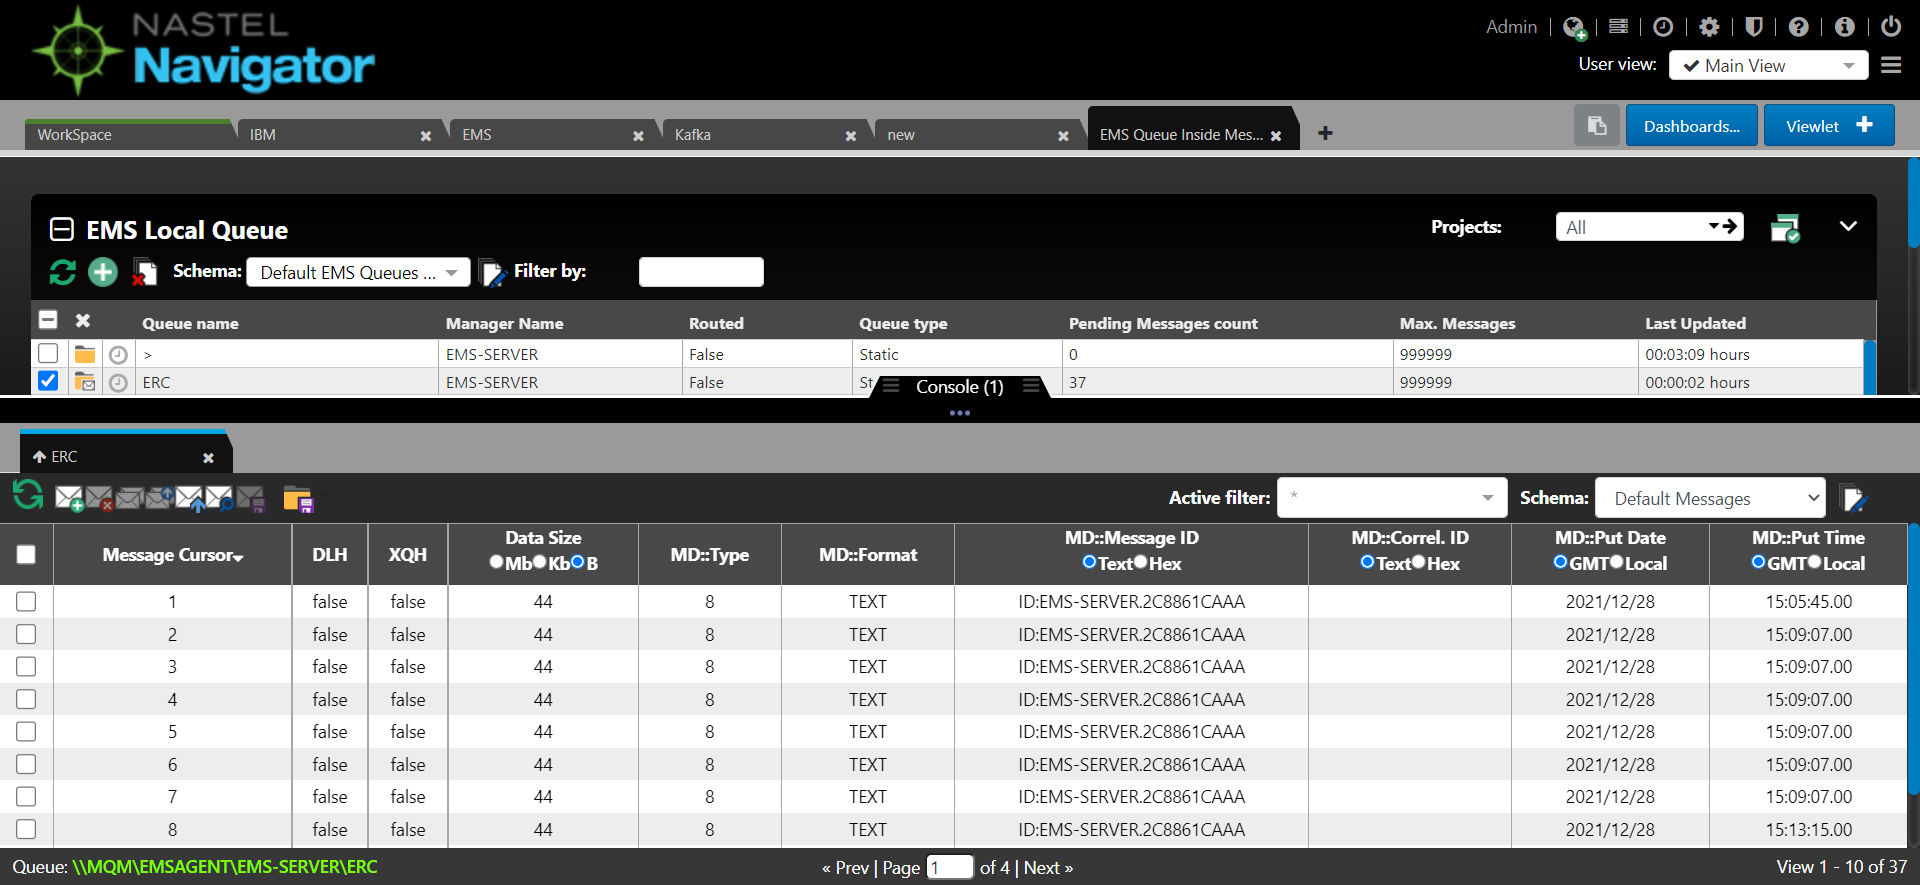 NASTEL
Navigator
Admin
User view: Main View
WorkSpace IBM EMS Kafka new EMS Queue Inside Mes... Dashboards... Viewlet
EMS Local Queue Projects: All
Schema: Default EMS Queues ... Filter by:
Queue name Manager Name Routed Queue type Pending Messages count Max. Messages Last Updated
> EMS-SERVER False Static 0 999999 00:03:09 hours
ERC EMS-SERVER False St 37 999999 00:00:02 hours
Console (1)
ERC
Active filter: * Schema: Default Messages
Message Cursor DLH XQH Data Size MD::Type MD::Format MD::Message ID MD::Correl. ID MD::Put Date MD::Put Time
Mb Kb B Text Hex Text Hex GMT Local GMT Local
1 false false 44 8 TEXT ID:EMS-SERVER.2C8861CAAA 2021/12/28 15:05:45.00
2 false false 44 8 TEXT ID:EMS-SERVER.2C8861CAAA 2021/12/28 15:09:07.00
3 false false 44 8 TEXT ID:EMS-SERVER.2C8861CAAA 2021/12/28 15:09:07.00
4 false false 44 8 TEXT ID:EMS-SERVER.2C8861CAAA 2021/12/28 15:09:07.00
5 false false 44 8 TEXT ID:EMS-SERVER.2C8861CAAA 2021/12/28 15:09:07.00
6 false false 44 8 TEXT ID:EMS-SERVER.2C8861CAAA 2021/12/28 15:09:07.00
7 false false 44 8 TEXT ID:EMS-SERVER.2C8861CAAA 2021/12/28 15:09:07.00
8 false false 44 8 TEXT ID:EMS-SERVER.2C8861CAAA 2021/12/28 15:13:15.00
Queue: \\MQM\EMSAGENT\EMS-SERVER\ERC « Prev | Page 1 of 4 | Next » View 1 - 10 of 37